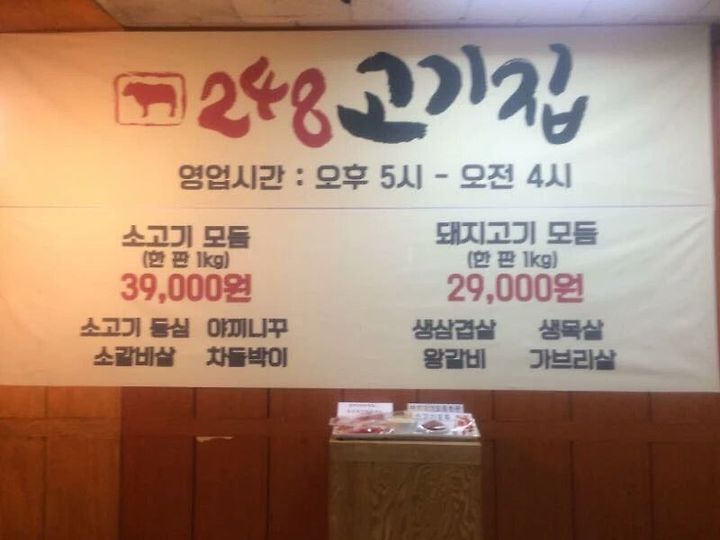 248 고기집
영업시간 : 오후 5시 - 오전 4시
소고기 모듬
(한 판 1kg)
39,000원
소고기 등심 야끼니꾸
소갈비살 차돌박이
돼지고기 모듬
(한 판 1kg)
29,000원
생삼겹살 생목살
왕갈비 가브리살